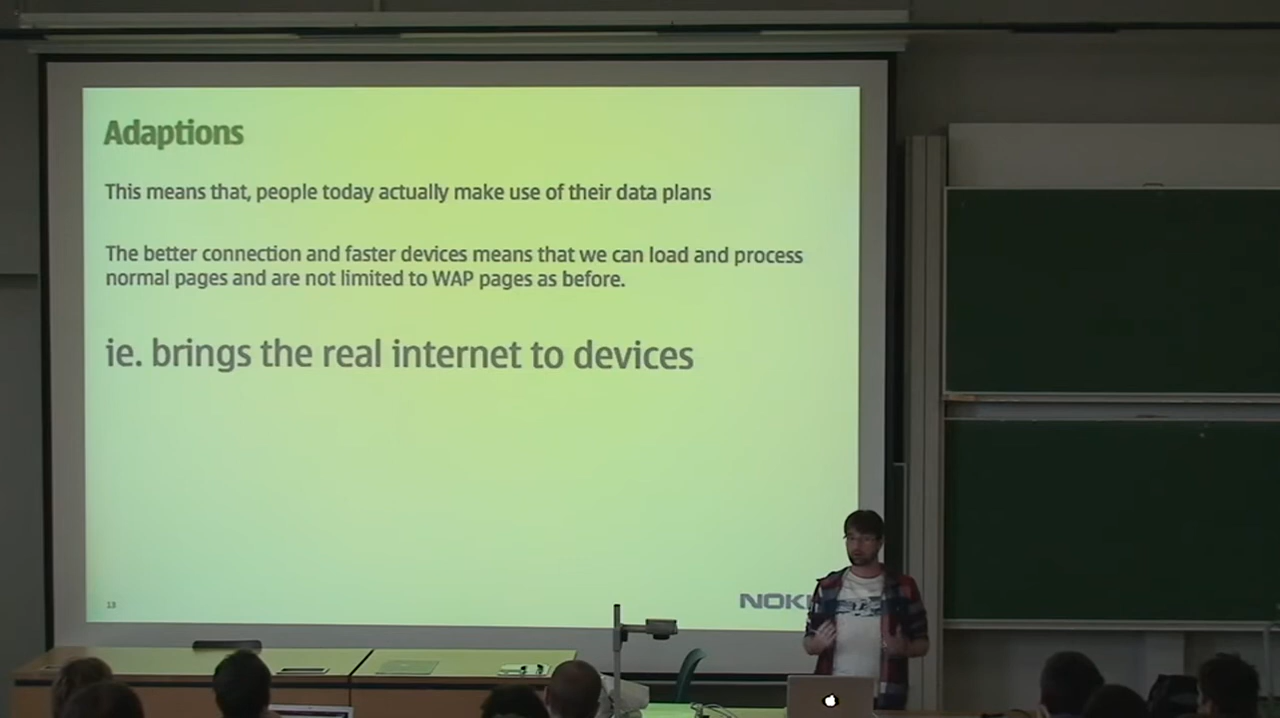 Adaptions
This means that, people today actually make use of their data plans
The better connection and faster devices means that we can load and process
normal pages and are not limited to WAP pages as before.
ie. brings the real internet to devices
13
NOKI